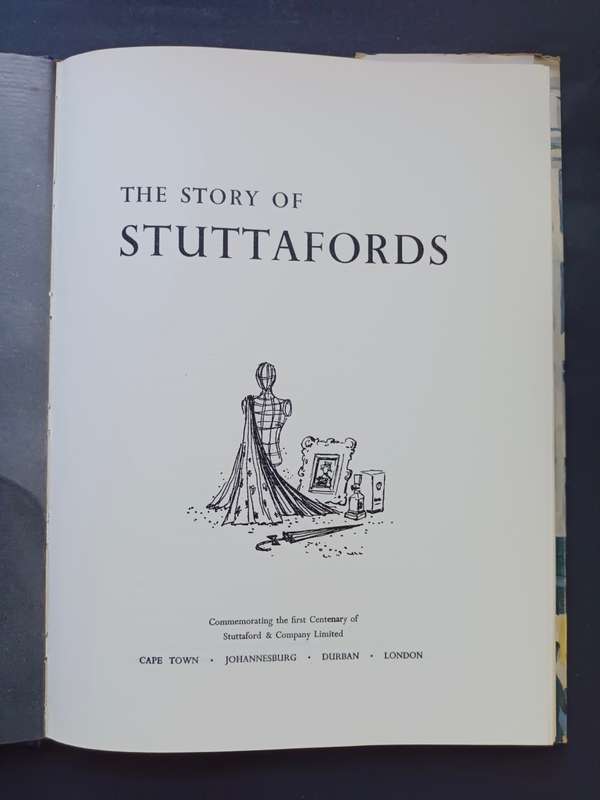 THE STORY OF
STUTTAFORDS
Commemorating the first Centenary of
Stuttaford & Company Limited
CAPE TOWN · JOHANNESBURG · DURBAN · LONDON